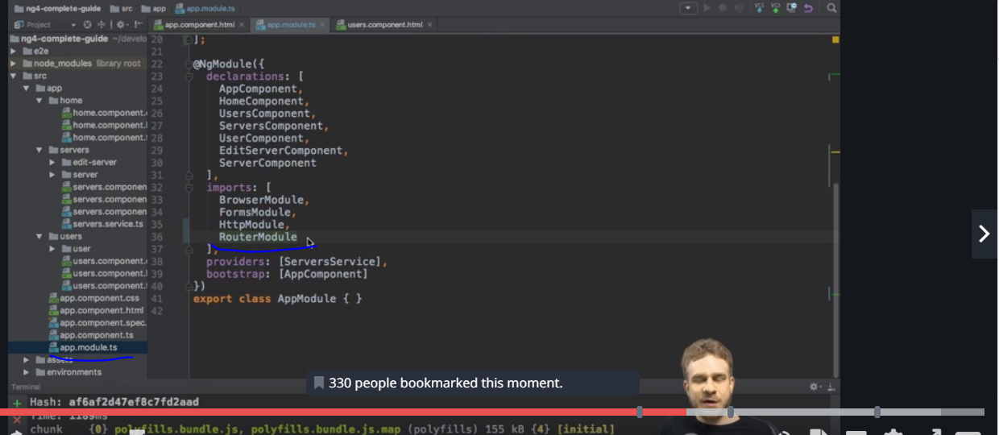 ng4-complete-guide src app app.module.ts
Project app.component.html × app.module.ts × users.component.html ×
ng4-complete-guide ~/develo
e2e
node_modules library root
src
app
home
home.component.
home.component.
home.component.
servers
edit-server
server
servers.componen
servers.componen
servers.componen
servers.service.ts
users
user
users.component.
users.component.
users.component.
app.component.css
app.component.html
app.component.spec.
app.component.ts
app.module.ts
assets
environments
20 ];
21
22 @NgModule({
23 declarations: [
24 AppComponent,
25 HomeComponent,
26 UsersComponent,
27 ServersComponent,
28 UserComponent,
29 EditServerComponent,
30 ServerComponent
31 ],
32 imports: [
33 BrowserModule,
34 FormsModule,
35 HttpModule,
36 RouterModule
37 ],
38 providers: [ServersService],
39 bootstrap: [AppComponent]
40 })
41 export class AppModule { }
42
330 people bookmarked this moment.
Terminal
Hash: af6af2d47ef8c7fd2aad
Time: 1189ms
chunk {0} polyfills.bundle.js, polyfills.bundle.js.map (polyfills) 155 kB {4} [initial]